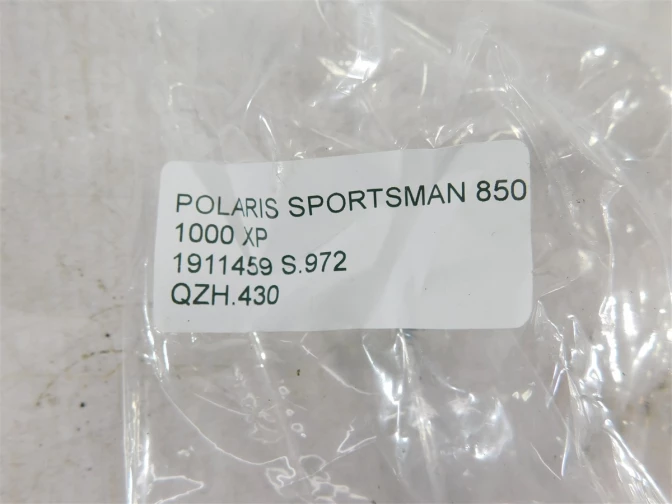 POLARIS SPORTSMAN 850
1000 XP
1911459 S.972
QZH.430